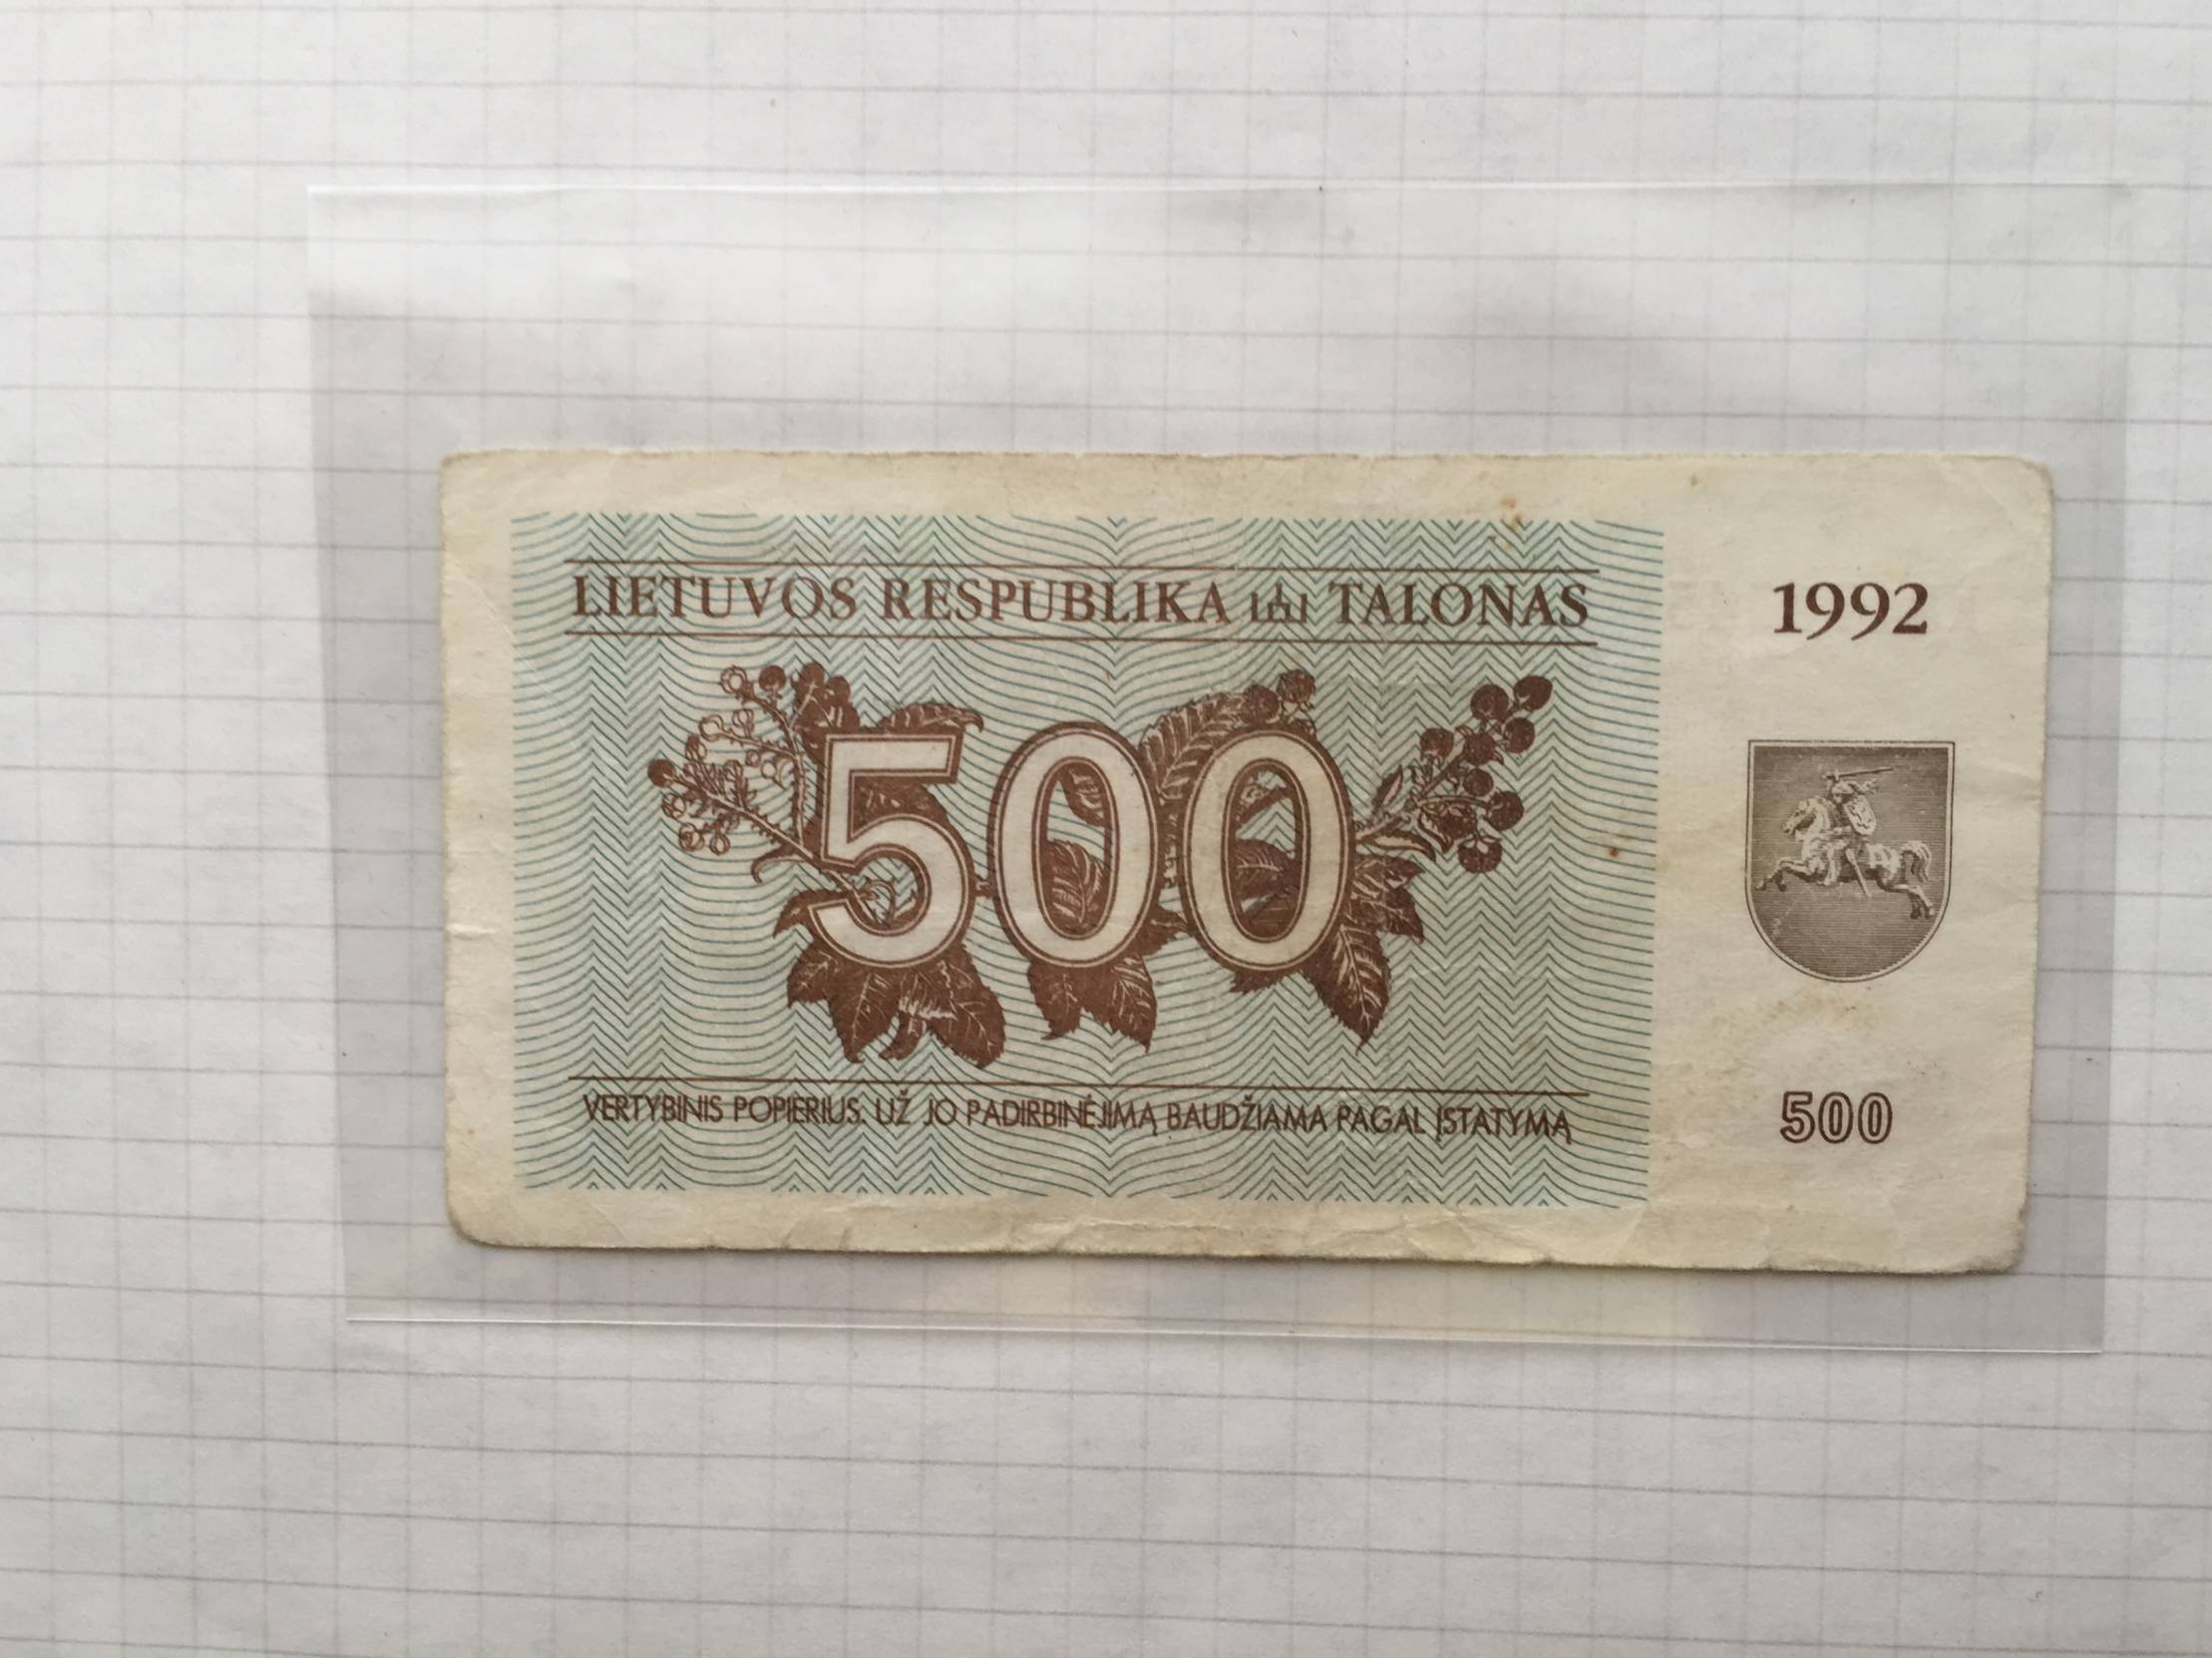 LIETUVOS RESPUBLIKA TALONAS
1992
500
VERTYBINIS POPIERIUS. UŽ JO PADIRBINĖJIMĄ BAUDŽIAMA PAGAL ĮSTATYMĄ
500